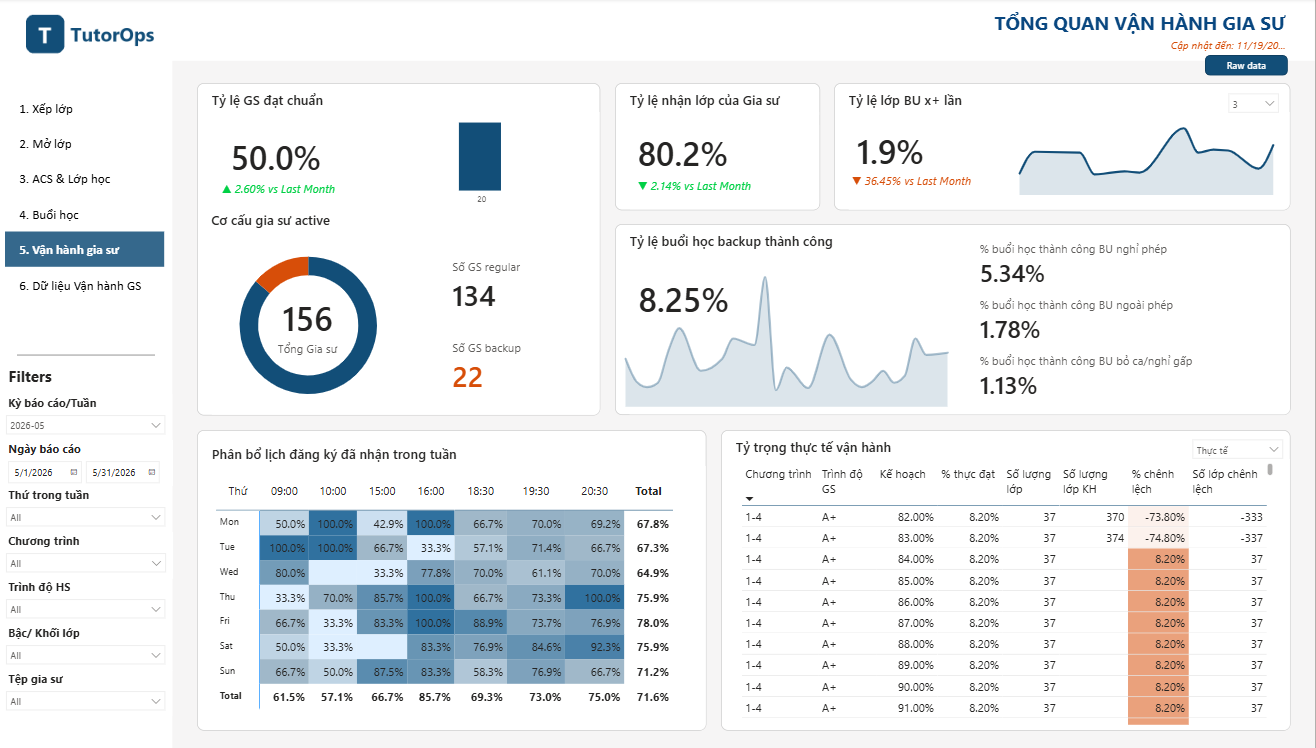 T TutorOps
TỔNG QUAN VẬN HÀNH GIA SƯ
Cập nhật đến: 11/19/20...
Raw data
1. Xếp lớp
2. Mở lớp
3. ACS & Lớp học
4. Buổi học
5. Vận hành gia sư
6. Dữ liệu Vận hành GS
Filters
Kỳ báo cáo/Tuần
2026-05
Ngày báo cáo
5/1/2026 5/31/2026
Thứ trong tuần
All
Chương trình
All
Trình độ HS
All
Bậc/ Khối lớp
All
Tệp gia sư
All
Tỷ lệ GS đạt chuẩn
50.0%
▲ 2.60% vs Last Month
20
Cơ cấu gia sư active
156
Tổng Gia sư
Số GS regular
134
Số GS backup
22
Tỷ lệ nhận lớp của Gia sư
80.2%
▼ 2.14% vs Last Month
Tỷ lệ lớp BU x+ lần
3
1.9%
▼ 36.45% vs Last Month
Tỷ lệ buổi học backup thành công
8.25%
% buổi học thành công BU nghỉ phép
5.34%
% buổi học thành công BU ngoài phép
1.78%
% buổi học thành công BU bỏ ca/nghỉ gấp
1.13%
Phân bổ lịch đăng ký đã nhận trong tuần
Thứ 09:00 10:00 15:00 16:00 18:30 19:30 20:30 Total
Mon 50.0% 100.0% 42.9% 100.0% 66.7% 70.0% 69.2% 67.8%
Tue 100.0% 100.0% 66.7% 33.3% 57.1% 71.4% 66.7% 67.3%
Wed 80.0% 33.3% 77.8% 70.0% 61.1% 70.0% 64.9%
Thu 33.3% 70.0% 85.7% 100.0% 66.7% 73.3% 100.0% 75.9%
Fri 66.7% 33.3% 83.3% 100.0% 88.9% 73.7% 76.9% 78.0%
Sat 50.0% 33.3% 83.3% 76.9% 84.6% 92.3% 75.9%
Sun 66.7% 50.0% 87.5% 83.3% 58.3% 76.9% 66.7% 71.2%
Total 61.5% 57.1% 66.7% 85.7% 69.3% 73.0% 75.0% 71.6%
Tỷ trọng thực tế vận hành
Thực tế
Chương trình Trình độ Kế hoạch % thực đạt Số lượng Số lượng % chênh Số lớp chênh
GS lớp lớp KH lệch lệch
1-4 A+ 82.00% 8.20% 37 370 -73.80% -333
1-4 A+ 83.00% 8.20% 37 374 -74.80% -337
1-4 A+ 84.00% 8.20% 37 8.20% 37
1-4 A+ 85.00% 8.20% 37 8.20% 37
1-4 A+ 86.00% 8.20% 37 8.20% 37
1-4 A+ 87.00% 8.20% 37 8.20% 37
1-4 A+ 88.00% 8.20% 37 8.20% 37
1-4 A+ 89.00% 8.20% 37 8.20% 37
1-4 A+ 90.00% 8.20% 37 8.20% 37
1-4 A+ 91.00% 8.20% 37 8.20% 37